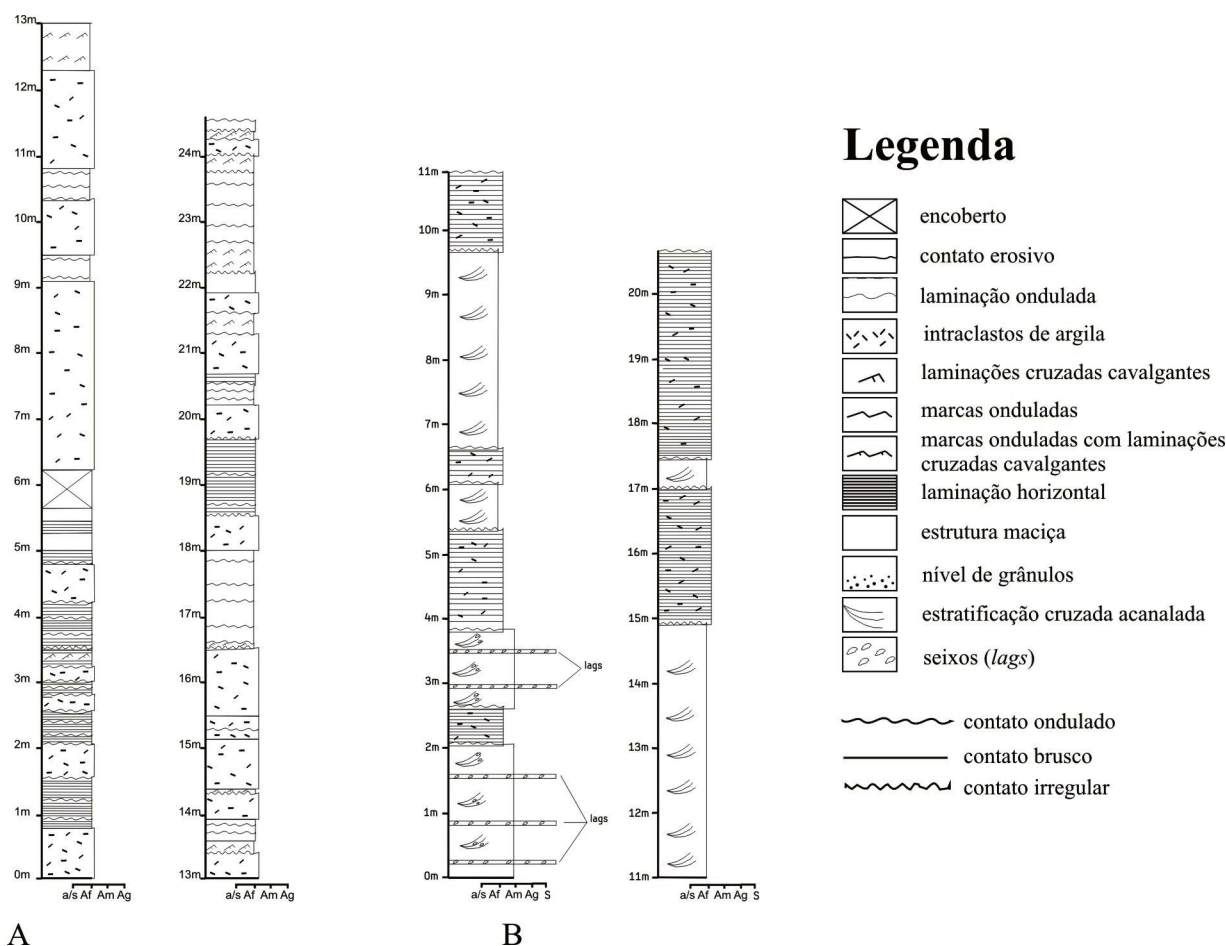 13m
12m
11m
10m
9m
8m
7m
6m
5m
4m
3m
2m
1m
0m
a/s Af Am Ag
24m
23m
22m
21m
20m
19m
18m
17m
16m
15m
14m
13m
a/s Af Am Ag
A
11m
10m
9m
8m
7m
6m
5m
4m
3m
2m
1m
0m
lags
lags
a/s Af Am Ag S
20m
19m
18m
17m
16m
15m
14m
13m
12m
11m
a/s Af Am Ag S
B
Legenda
encoberto
contato erosivo
laminação ondulada
intraclastos de argila
laminações cruzadas cavalgantes
marcas onduladas
marcas onduladas com laminações
cruzadas cavalgantes
laminação horizontal
estrutura maciça
nível de grânulos
estratificação cruzada acanalada
seixos (lags)
contato ondulado
contato brusco
contato irregular